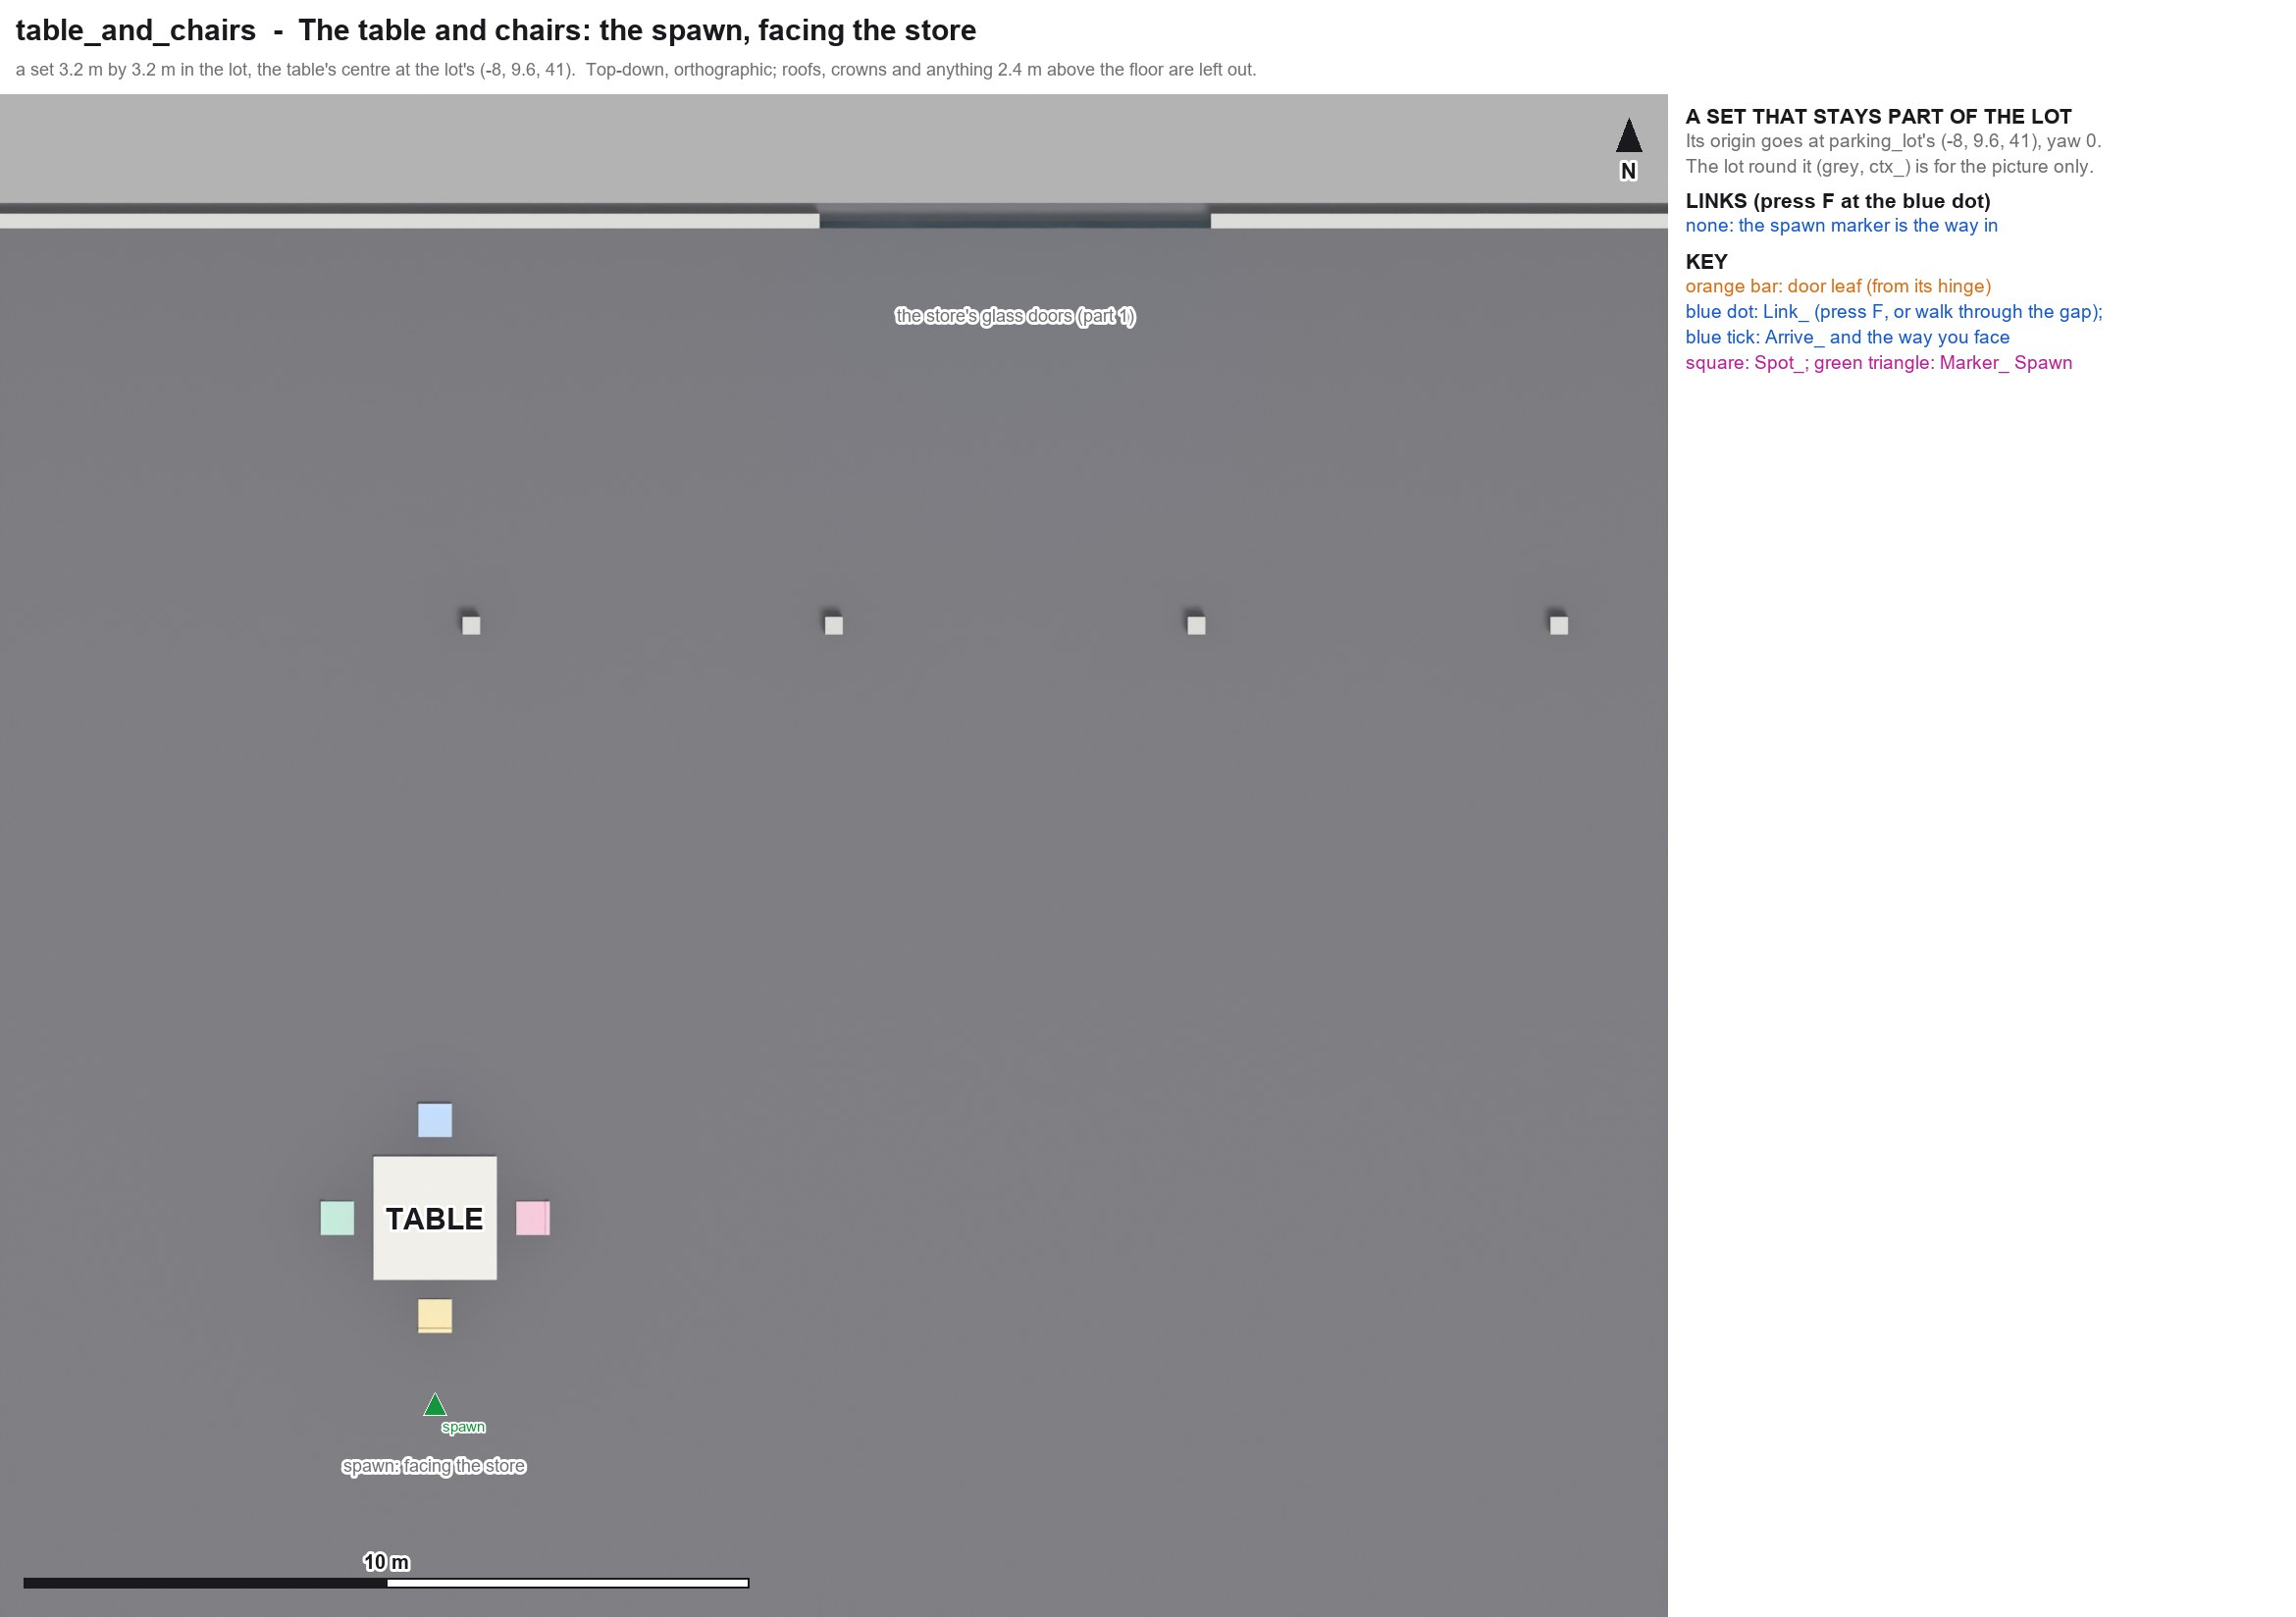 table_and_chairs - The table and chairs: the spawn, facing the store
a set 3.2 m by 3.2 m in the lot, the table's centre at the lot's (-8, 9.6, 41). Top-down, orthographic; roofs, crowns and anything 2.4 m above the floor are left out.
N
the store's glass doors (part 1)
TABLE
spawn
spawn: facing the store
10 m
A SET THAT STAYS PART OF THE LOT
Its origin goes at parking_lot's (-8, 9.6, 41), yaw 0.
The lot round it (grey, ctx_) is for the picture only.
LINKS (press F at the blue dot)
none: the spawn marker is the way in
KEY
orange bar: door leaf (from its hinge)
blue dot: Link_ (press F, or walk through the gap);
blue tick: Arrive_ and the way you face
square: Spot_; green triangle: Marker_ Spawn